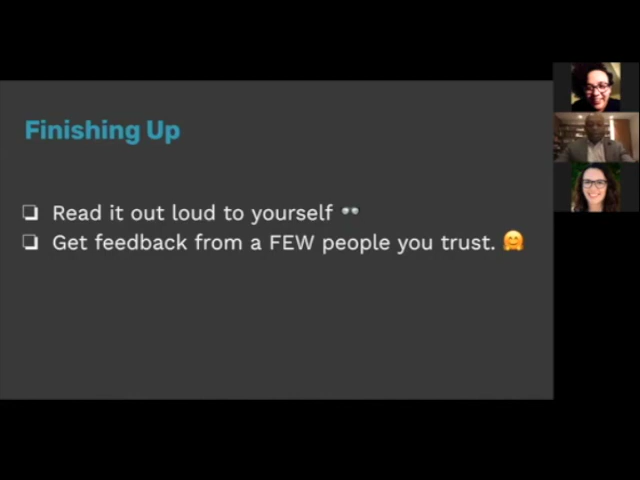 Finishing Up
❏ Read it out loud to yourself 👀
❏ Get feedback from a FEW people you trust. 🤗